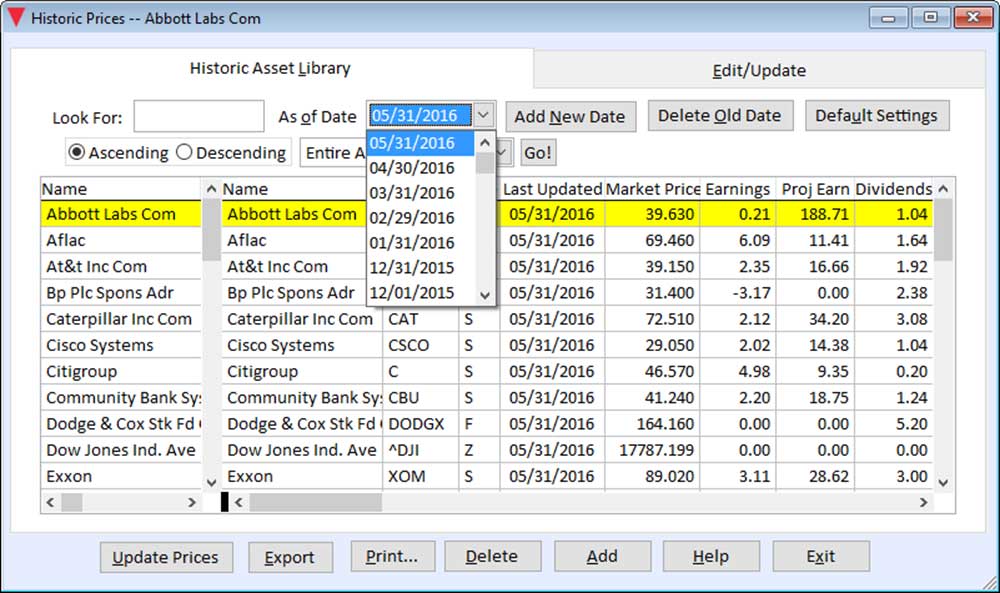 Historic Prices -- Abbott Labs Com
Historic Asset Library Edit/Update
Look For: As of Date 05/31/2016 Add New Date Delete Old Date Default Settings
05/31/2016
04/30/2016
03/31/2016
02/29/2016
01/31/2016
12/31/2015
12/01/2015
Ascending Descending Entire A Go!
Name Name Last Updated Market Price Earnings Proj Earn Dividends
Abbott Labs Com Abbott Labs Com 05/31/2016 39.630 0.21 188.71 1.04
Aflac Aflac 05/31/2016 69.460 6.09 11.41 1.64
At&t Inc Com At&t Inc Com 05/31/2016 39.150 2.35 16.66 1.92
Bp Plc Spons Adr Bp Plc Spons Adr 05/31/2016 31.400 -3.17 0.00 2.38
Caterpillar Inc Com Caterpillar Inc Com CAT S 05/31/2016 72.510 2.12 34.20 3.08
Cisco Systems Cisco Systems CSCO S 05/31/2016 29.050 2.02 14.38 1.04
Citigroup Citigroup C S 05/31/2016 46.570 4.98 9.35 0.20
Community Bank Sy Community Bank Sy CBU S 05/31/2016 41.240 2.20 18.75 1.24
Dodge & Cox Stk Fd Dodge & Cox Stk Fd DODGX F 05/31/2016 164.160 0.00 0.00 5.20
Dow Jones Ind. Ave Dow Jones Ind. Ave ^DJI Z 05/31/2016 17787.199 0.00 0.00 0.00
Exxon Exxon XOM S 05/31/2016 89.020 3.11 28.62 3.00
Update Prices Export Print... Delete Add Help Exit